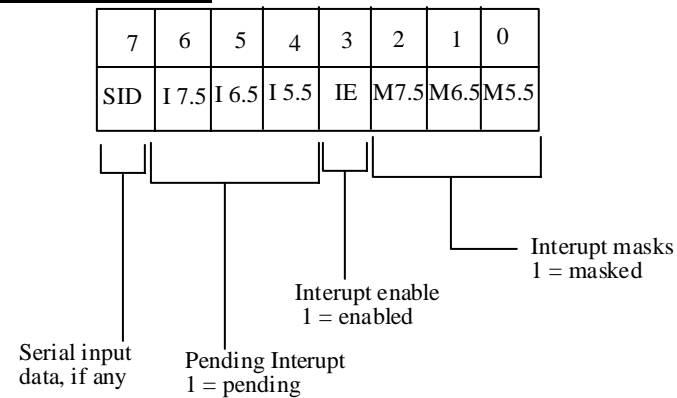 7 6 5 4 3 2 1 0
SID I 7.5 I 6.5 I 5.5 IE M7.5 M6.5 M5.5
Interupt masks
1 = masked
Interupt enable
1 = enabled
Serial input
data, if any
Pending Interupt
1 = pending